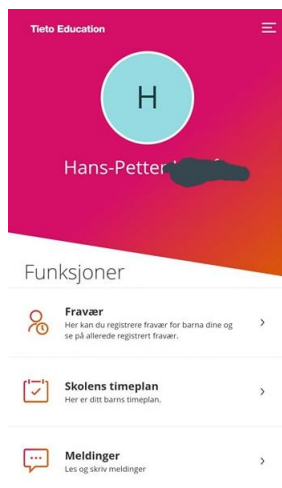 Tieto Education
H
Hans-Petter
Funksjoner
Fravær
Her kan du registrere fravær for barna dine og
se på allerede registrert fravær.
Skolens timeplan
Her er ditt barns timeplan.
Meldinger
Les og skriv meldinger